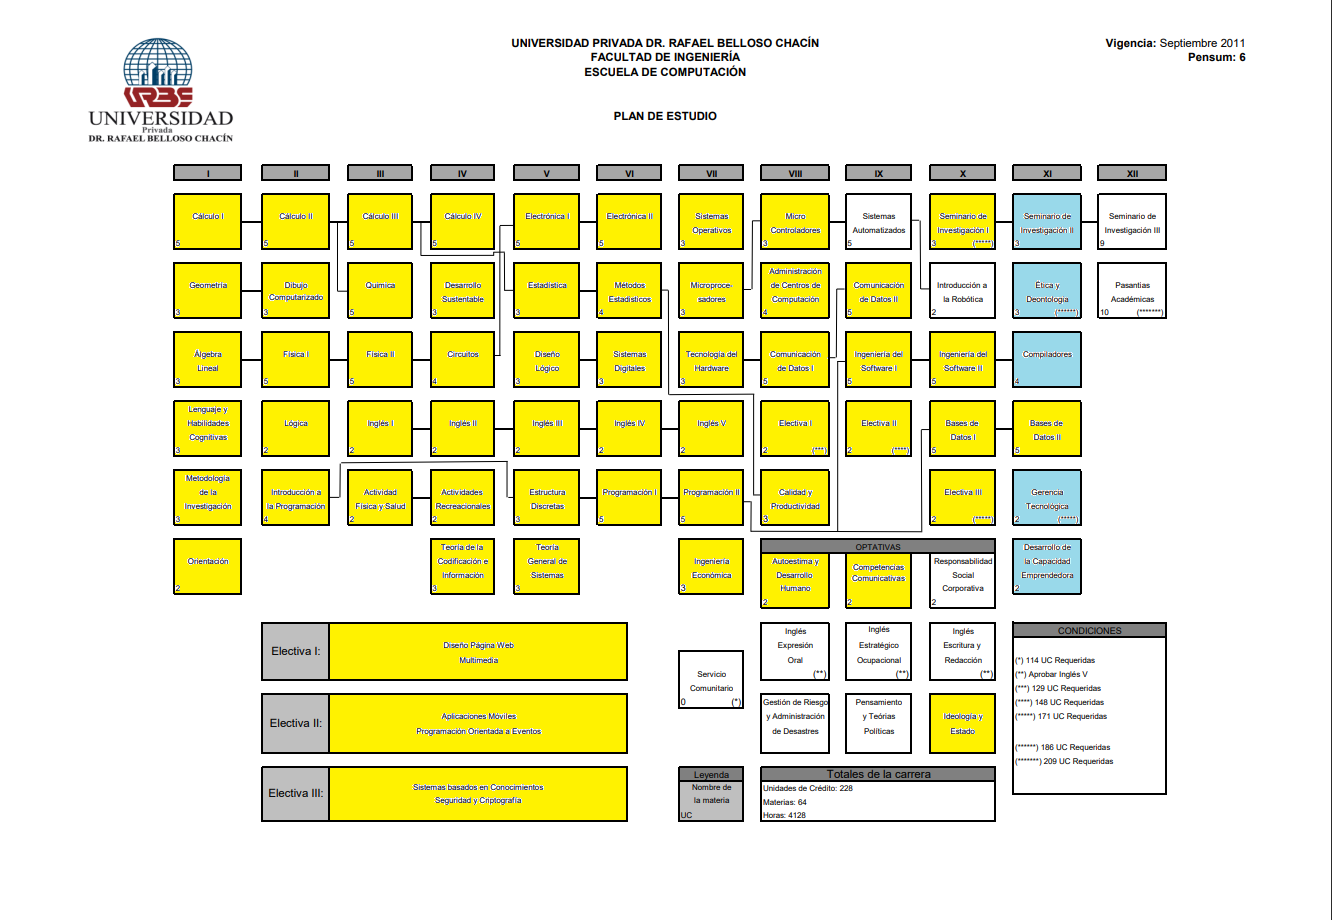 UNIVERSIDAD PRIVADA DR. RAFAEL BELLOSO CHACÍN
FACULTAD DE INGENIERÍA
ESCUELA DE COMPUTACIÓN
Vigencia: Septiembre 2011
Pensum: 6
URBE
UNIVERSIDAD
Privada
DR. RAFAEL BELLOSO CHACÍN
PLAN DE ESTUDIO
I II III IV V VI VII VIII IX X XI XII
Cálculo I
5
Cálculo II
5
Cálculo III
5
Cálculo IV
5
Electrónica I
5
Electrónica II
5
Sistemas
Operativos
3
Micro
Controladores
3
Sistemas
Automatizados
5
Seminario de
Investigación I
3 (*****)
Seminario de
Investigación II
3
Seminario de
Investigación III
9
Geometría
3
Dibujo
Computarizado
3
Química
5
Desarrollo
Sustentable
3
Estadística
3
Métodos
Estadísticos
4
Microproce-
sadores
3
Administración
de Centros de
Computación
4
Comunicación
de Datos II
5
Introducción a
la Robótica
2
Ética y
Deontología
3 (******)
Pasantías
Académicas
10 (*******)
Álgebra
Lineal
3
Física I
5
Física II
5
Circuitos
4
Diseño
Lógico
3
Sistemas
Digitales
3
Tecnología del
Hardware
3
Comunicación
de Datos I
5
Ingeniería del
Software I
5
Ingeniería del
Software II
5
Compiladores
4
Lenguaje y
Habilidades
Cognitivas
3
Lógica
2
Inglés I
2
Inglés II
2
Inglés III
2
Inglés IV
2
Inglés V
2
Electiva I
2 (***)
Electiva II
2 (****)
Bases de
Datos I
5
Bases de
Datos II
5
Metodología
de la
Investigación
3
Introducción a
la Programación
4
Actividad
Física y Salud
2
Actividades
Recreacionales
2
Estructura
Discretas
3
Programación I
5
Programación II
5
Calidad y
Productividad
3
Electiva III
2 (*****)
Gerencia
Tecnológica
2 (*****)
Orientación
2
Teoría de la
Codificación e
Información
3
Teoría
General de
Sistemas
3
Ingeniería
Económica
3
OPTATIVAS
Autoestima y
Desarrollo
Humano
2
Competencias
Comunicativas
2
Responsabilidad
Social
Corporativa
2
Desarrollo de
la Capacidad
Emprendedora
2
Electiva I:
Diseño Página Web
Multimedia
Servicio
Comunitario
0 (*)
Inglés
Expresión
Oral
(**)
Inglés
Estratégico
Ocupacional
(**)
Inglés
Escritura y
Redacción
(**)
CONDICIONES
(*) 114 UC Requeridas
(**) Aprobar Inglés V
(***) 129 UC Requeridas
(****) 148 UC Requeridas
(*****) 171 UC Requeridas
(******) 186 UC Requeridas
(*******) 209 UC Requeridas
Electiva II:
Aplicaciones Móviles
Programación Orientada a Eventos
Gestión de Riesgo
y Administración
de Desastres
Pensamiento
y Teórias
Políticas
Ideología y
Estado
Electiva III:
Sistemas basados en Conocimientos
Seguridad y Criptografía
Leyenda
Nombre de
la materia
UC
Totales de la carrera
Unidades de Crédito: 228
Materias: 64
Horas: 4128